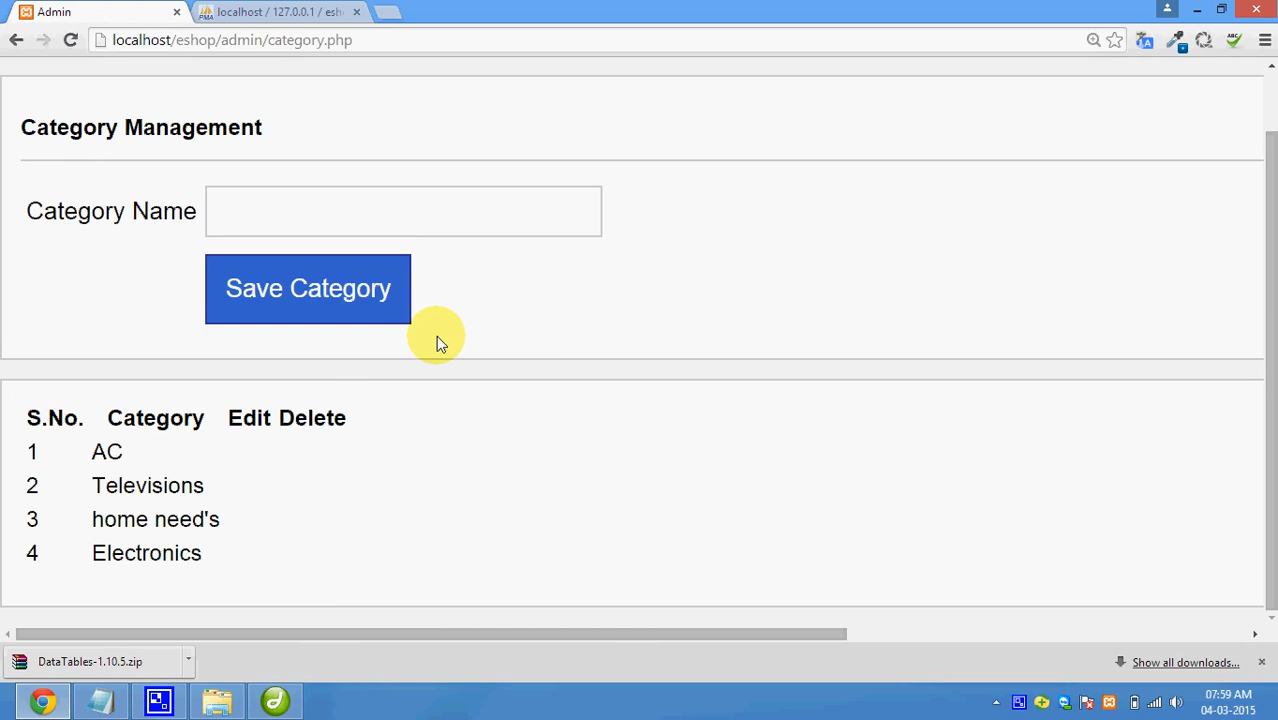 Admin
localhost / 127.0.0.1 / esh
localhost/eshop/admin/category.php
Category Management
Category Name
Save Category
S.No. Category Edit Delete
1 AC
2 Televisions
3 home need's
4 Electronics
DataTables-1.10.5.zip
Show all downloads...
07:59 AM
04-03-2015